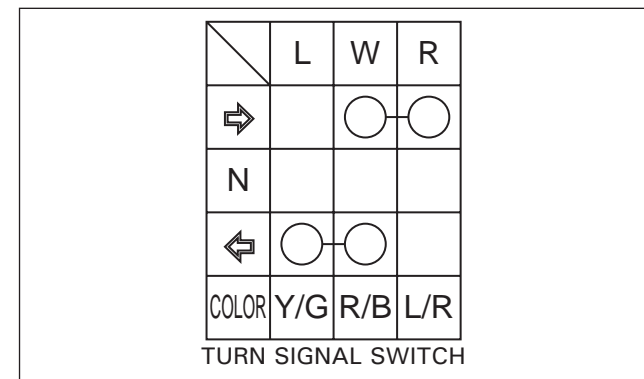 L W R
N
COLOR Y/G R/B L/R
TURN SIGNAL SWITCH